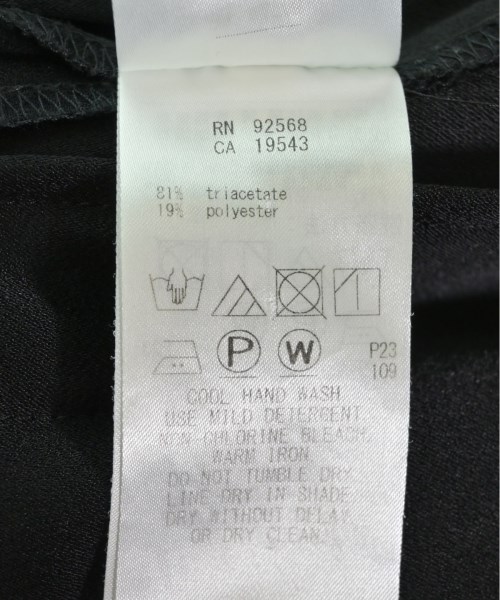 RN 92568
CA 19543
81% triacetate
19% polyester
P W P23
109
COOL HAND WASH
USE MILD DETERGENT.
NON-CHLORINE BLEACH.
WARM IRON.
DO NOT TUMBLE DRY.
LINE DRY IN SHADE
DRY WITHOUT DELAY
OR DRY CLEAN.